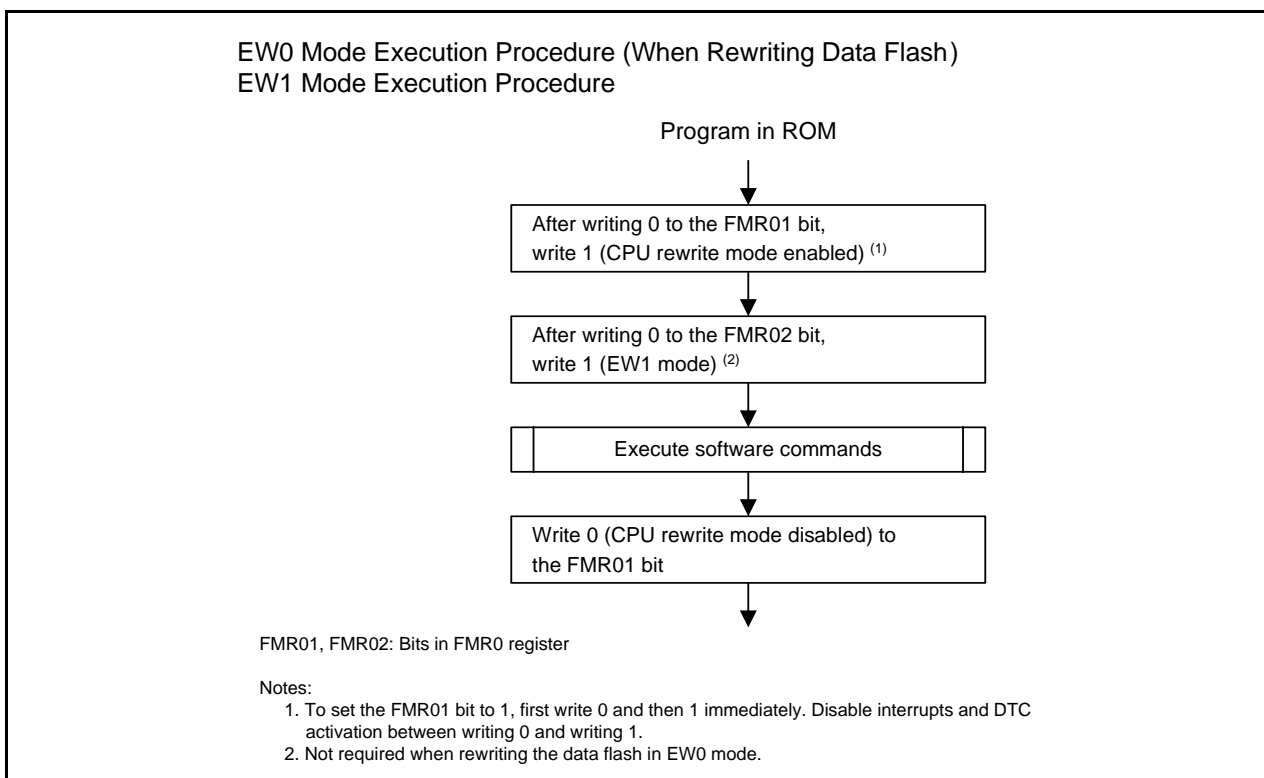 EW0 Mode Execution Procedure (When Rewriting Data Flash)
EW1 Mode Execution Procedure
Program in ROM
After writing 0 to the FMR01 bit,
write 1 (CPU rewrite mode enabled) (1)
After writing 0 to the FMR02 bit,
write 1 (EW1 mode) (2)
Execute software commands
Write 0 (CPU rewrite mode disabled) to
the FMR01 bit
FMR01, FMR02: Bits in FMR0 register
Notes:
1. To set the FMR01 bit to 1, first write 0 and then 1 immediately. Disable interrupts and DTC
activation between writing 0 and writing 1.
2. Not required when rewriting the data flash in EW0 mode.